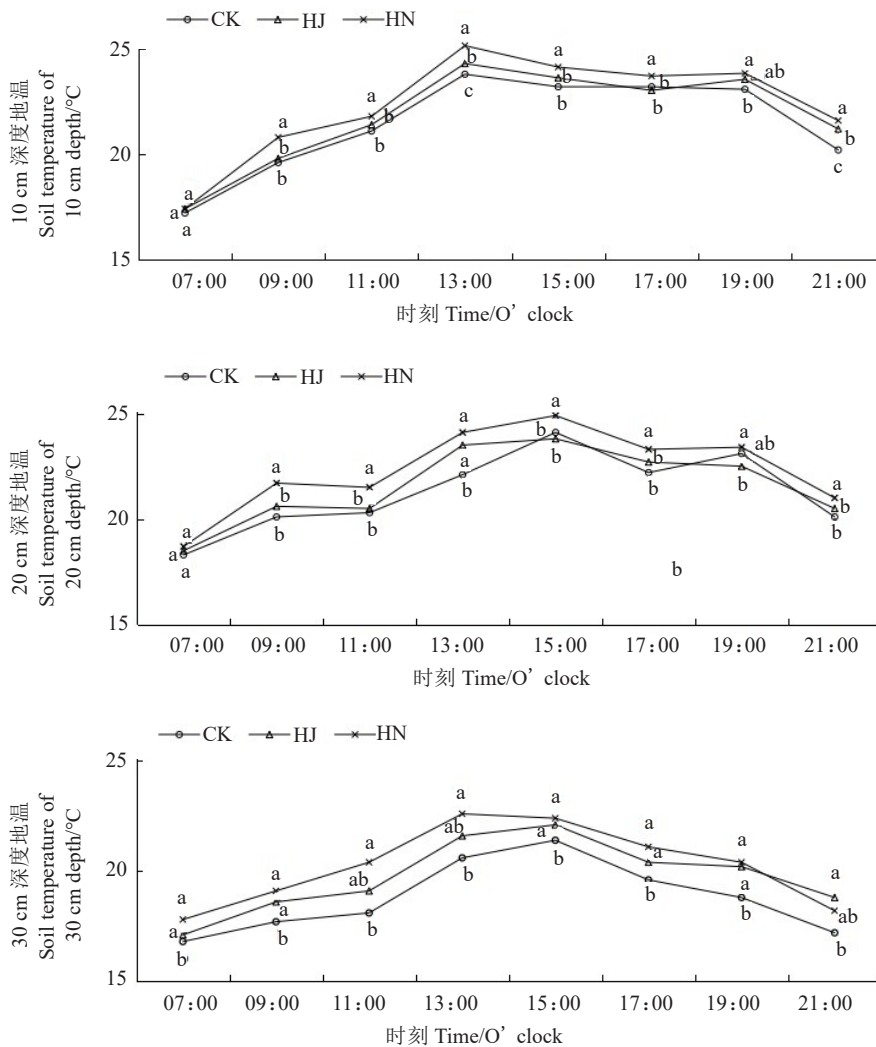 CK HJ HN
25
20
15
10 cm 深度地温
Soil temperature of
10 cm depth/°C
a
a
a
a
b
c
a
b
b
a
b
b
a
b
b
a
b
b
a
ab
b
a
b
c
a
a
07:00 09:00 11:00 13:00 15:00 17:00 19:00 21:00
时刻 Time/O’ clock
CK HJ HN
25
20
15
20 cm 深度地温
Soil temperature of
20 cm depth/°C
a
a
a
a
b
b
a
b
b
a
a
b
a
b
b
a
b
b
a
ab
b
a
b
b
b
07:00 09:00 11:00 13:00 15:00 17:00 19:00 21:00
时刻 Time/O’ clock
CK HJ HN
25
20
15
30 cm 深度地温
Soil temperature of
30 cm depth/°C
a
a
b
a
a
b
a
ab
b
a
ab
b
a
a
b
a
a
b
a
a
a
ab
b
07:00 09:00 11:00 13:00 15:00 17:00 19:00 21:00
时刻 Time/O’ clock